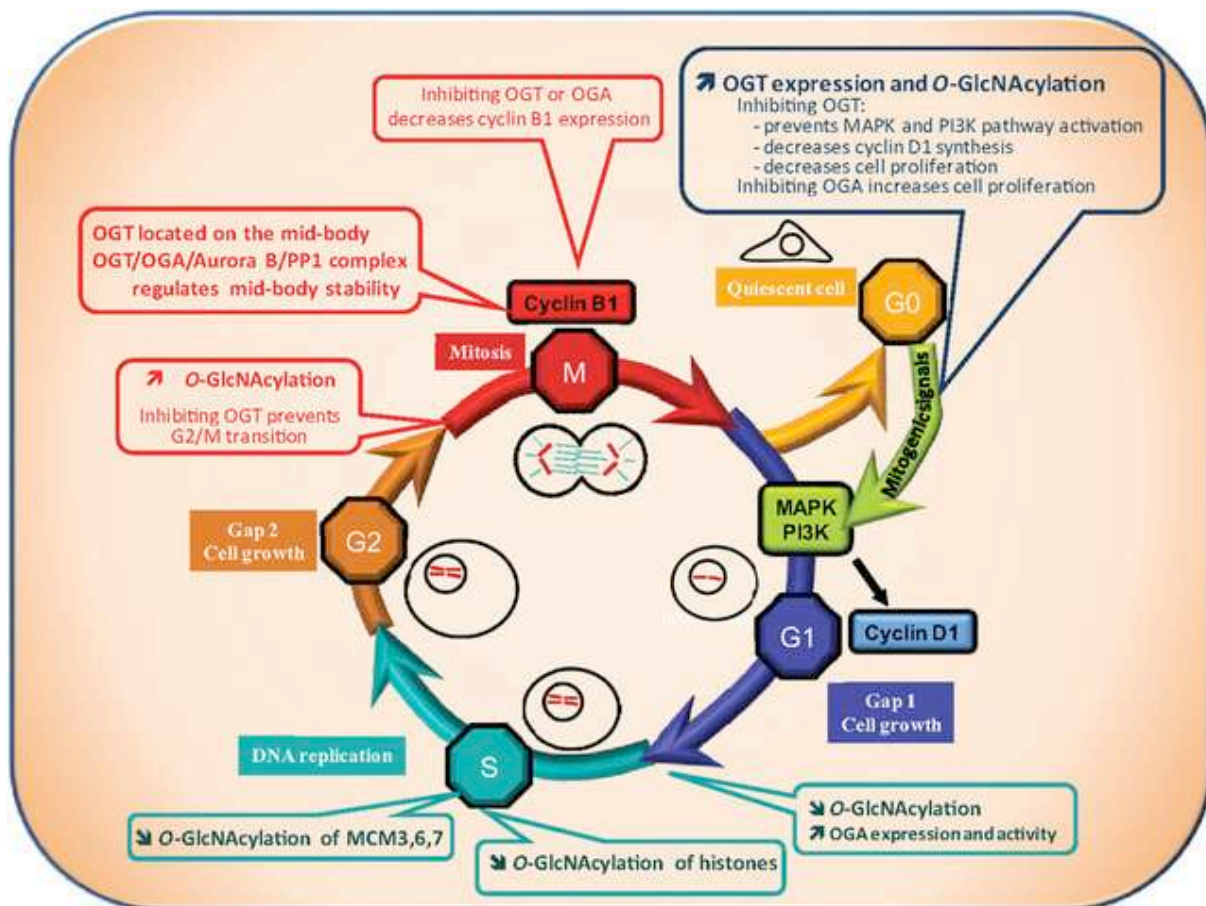 Inhibiting OGT or OGA
decreases cyclin B1 expression
↗ OGT expression and O-GlcNAcylation
Inhibiting OGT:
- prevents MAPK and PI3K pathway activation
- decreases cyclin D1 synthesis
- decreases cell proliferation
Inhibiting OGA increases cell proliferation
OGT located on the mid-body
OGT/OGA/Aurora B/PP1 complex
regulates mid-body stability
Cyclin B1
Quiescent cell
G0
Mitosis
M
↗ O-GlcNAcylation
Inhibiting OGT prevents
G2/M transition
Mitogenicsignals
MAPK
PI3K
Gap 2
Cell growth
G2
G1
Cyclin D1
Gap 1
Cell growth
DNA replication
S
↘ O-GlcNAcylation
↗ OGA expression and activity
↘ O-GlcNAcylation of MCM3,6,7
↘ O-GlcNAcylation of histones